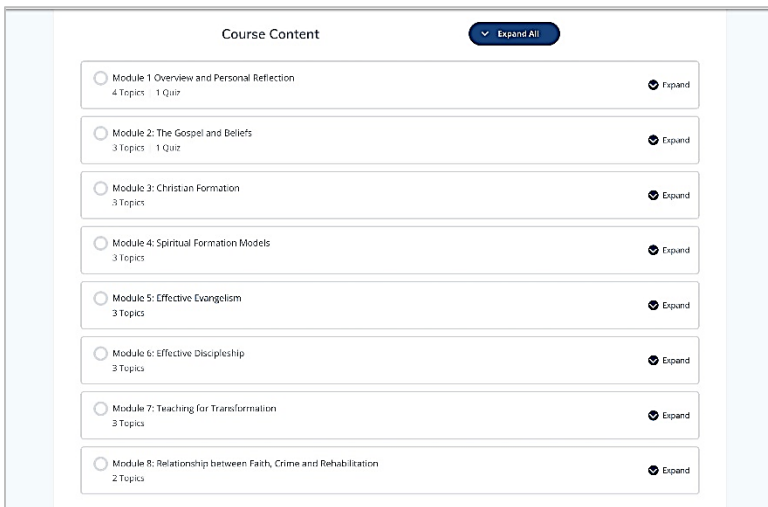 Course Content
Expand All
Module 1 Overview and Personal Reflection
4 Topics | 1 Quiz
Expand
Module 2: The Gospel and Beliefs
3 Topics | 1 Quiz
Expand
Module 3: Christian Formation
3 Topics
Expand
Module 4: Spiritual Formation Models
3 Topics
Expand
Module 5: Effective Evangelism
3 Topics
Expand
Module 6: Effective Discipleship
3 Topics
Expand
Module 7: Teaching for Transformation
3 Topics
Expand
Module 8: Relationship between Faith, Crime and Rehabilitation
2 Topics
Expand